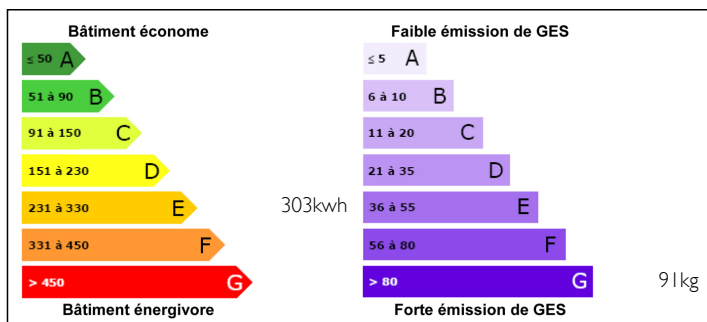 Bâtiment économe
≤ 50 A
51 à 90 B
91 à 150 C
151 à 230 D
231 à 330 E
303kwh
331 à 450 F
> 450 G
Bâtiment énergivore
Faible émission de GES
≤ 5 A
6 à 10 B
11 à 20 C
21 à 35 D
36 à 55 E
56 à 80 F
> 80 G
91kg
Forte émission de GES